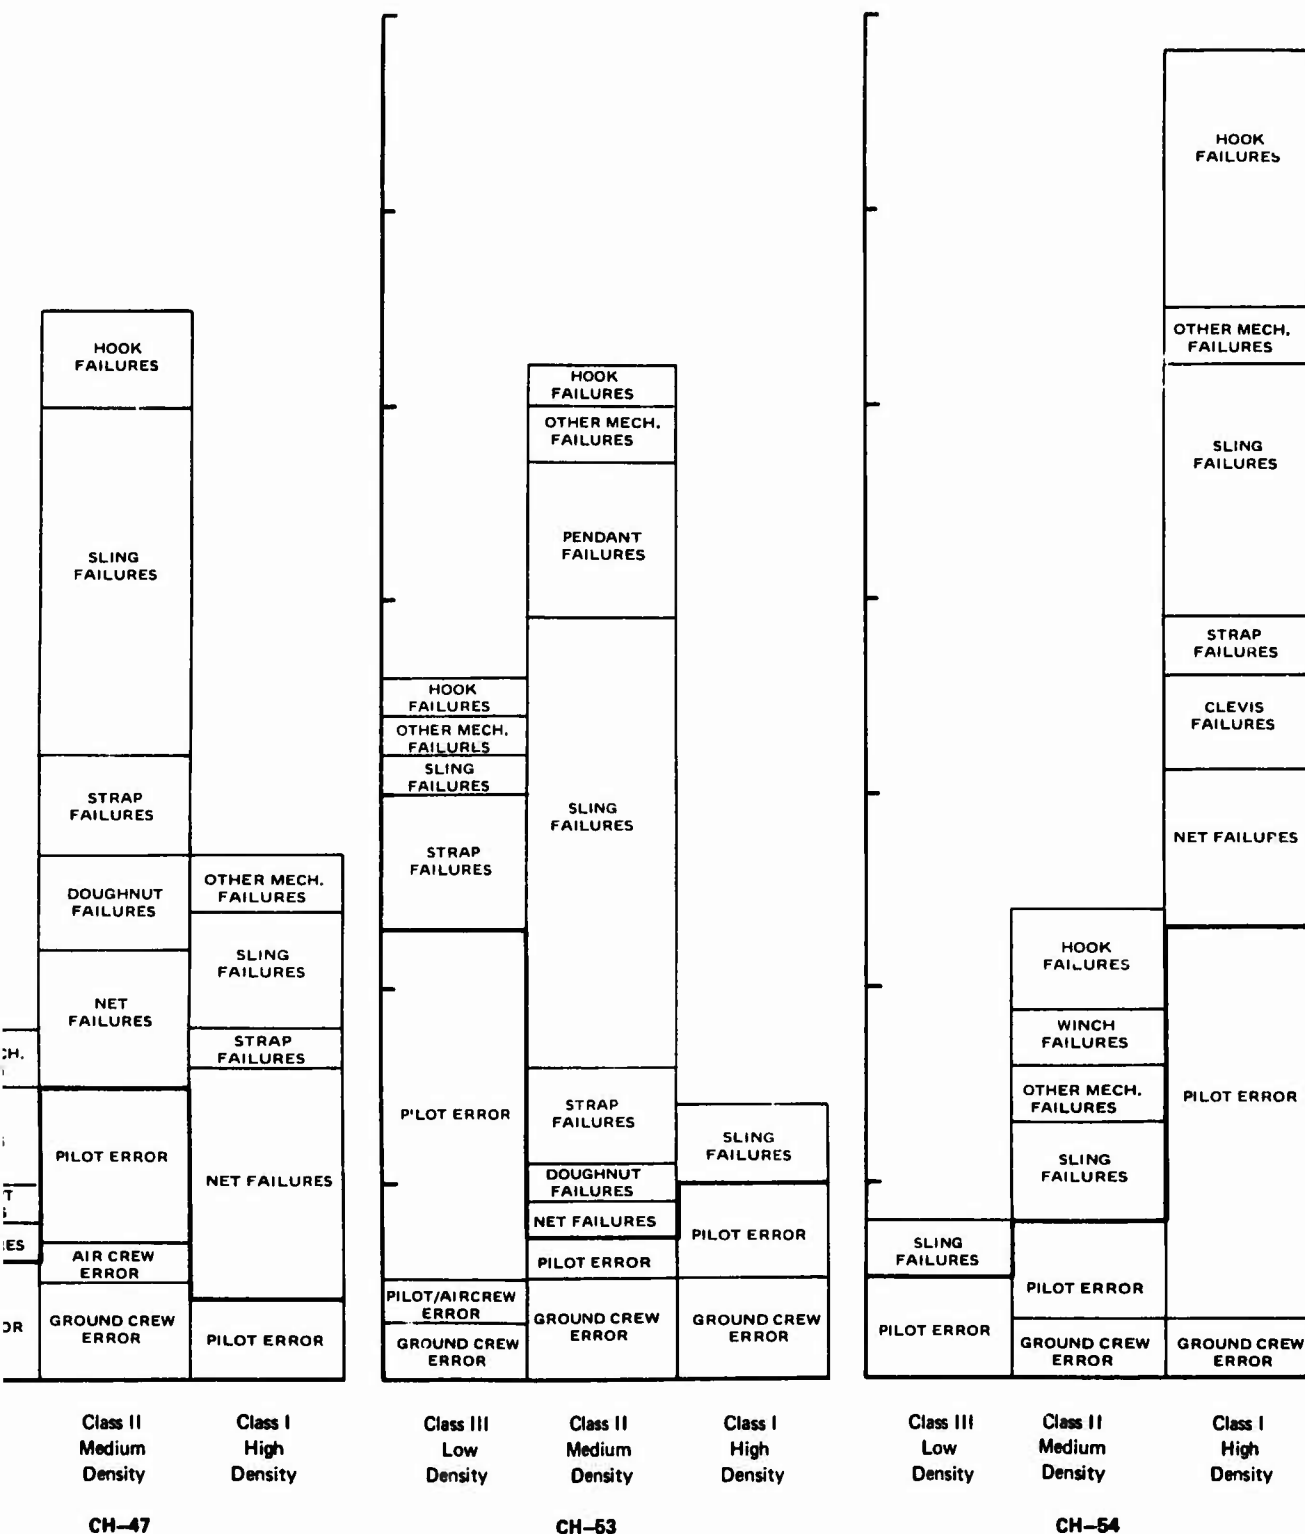 HOOK
FAILURES
SLING
FAILURES
STRAP
FAILURES
DOUGHNUT
FAILURES
NET
FAILURES
PILOT ERROR
AIR CREW
ERROR
GROUND CREW
ERROR
OTHER MECH.
FAILURES
SLING
FAILURES
STRAP
FAILURES
NET FAILURES
PILOT ERROR
HOOK
FAILURES
OTHER MECH.
FAILURES
SLING
FAILURES
STRAP
FAILURES
PILOT ERROR
PILOT/AIRCREW
ERROR
GROUND CREW
ERROR
HOOK
FAILURES
OTHER MECH.
FAILURES
PENDANT
FAILURES
SLING
FAILURES
STRAP
FAILURES
DOUGHNUT
FAILURES
NET FAILURES
PILOT ERROR
GROUND CREW
ERROR
SLING
FAILURES
PILOT ERROR
GROUND CREW
ERROR
SLING
FAILURES
PILOT ERROR
HOOK
FAILURES
WINCH
FAILURES
OTHER MECH.
FAILURES
SLING
FAILURES
PILOT ERROR
GROUND CREW
ERROR
HOOK
FAILURES
OTHER MECH.
FAILURES
SLING
FAILURES
STRAP
FAILURES
CLEVIS
FAILURES
NET FAILURES
PILOT ERROR
GROUND CREW
ERROR
Class II
Medium
Density
Class I
High
Density
CH-47
Class III
Low
Density
Class II
Medium
Density
Class I
High
Density
CH-53
Class III
Low
Density
Class II
Medium
Density
Class I
High
Density
CH-54